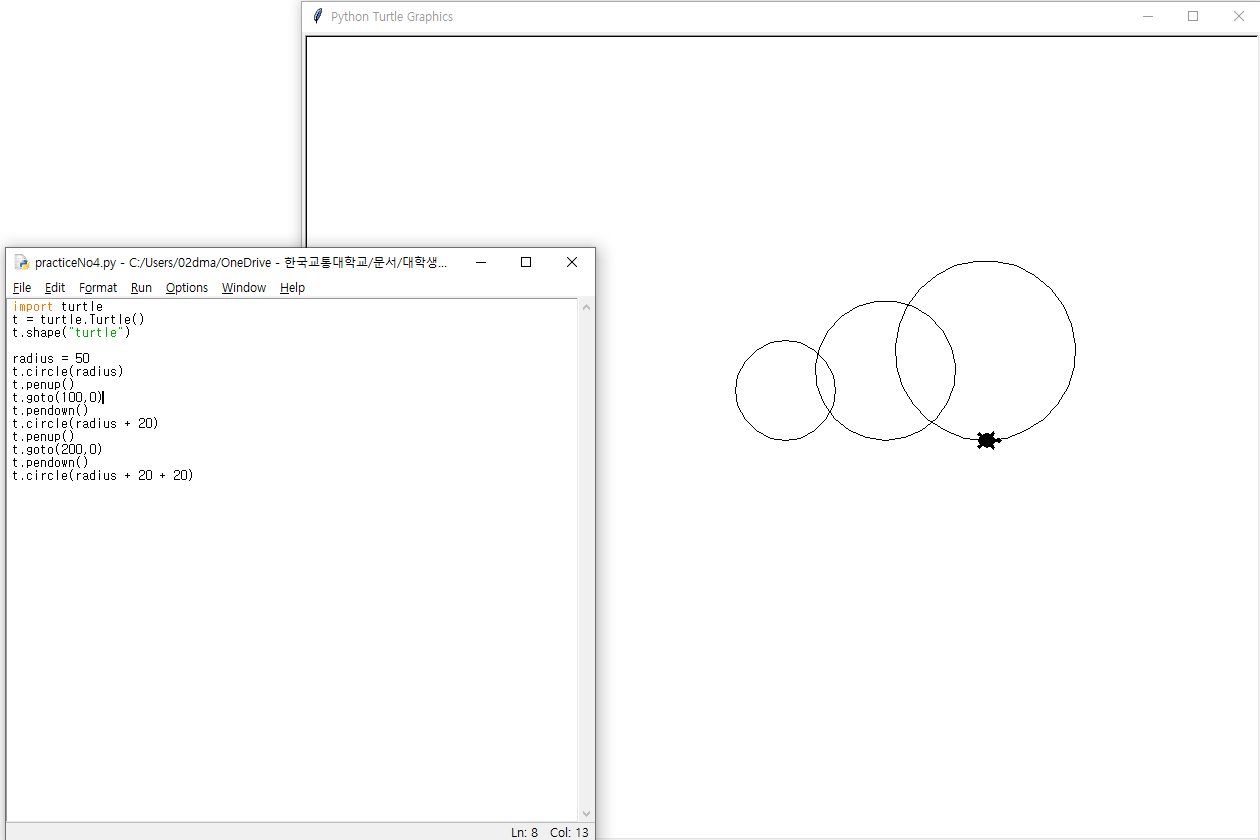 Python Turtle Graphics
practiceNo4.py - C:/Users/02dma/OneDrive - 한국교통대학교/문서/대학생...
File Edit Format Run Options Window Help
import turtle
t = turtle.Turtle()
t.shape("turtle")
radius = 50
t.circle(radius)
t.penup()
t.goto(100,0)
t.pendown()
t.circle(radius + 20)
t.penup()
t.goto(200,0)
t.pendown()
t.circle(radius + 20 + 20)
Ln: 8 Col: 13